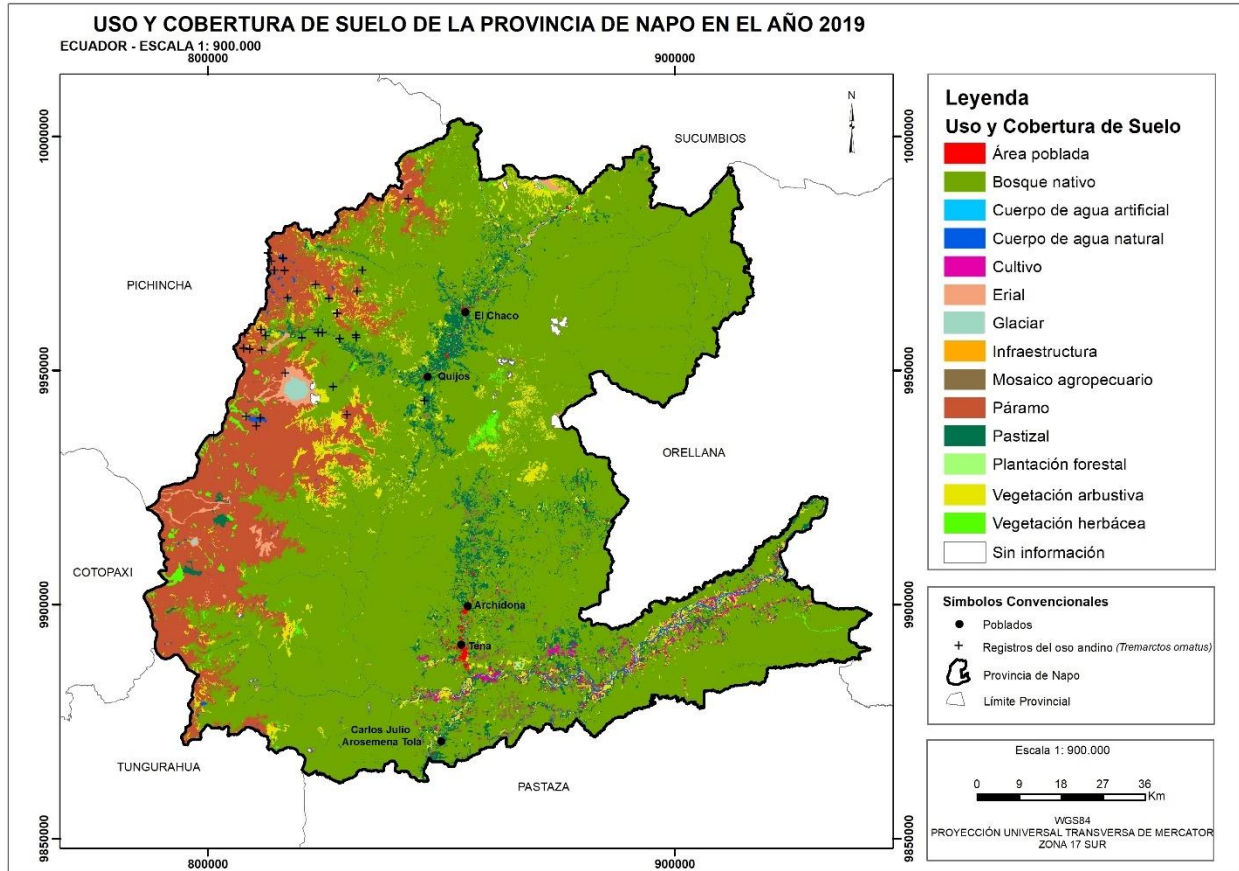 USO Y COBERTURA DE SUELO DE LA PROVINCIA DE NAPO EN EL AÑO 2019
ECUADOR - ESCALA 1: 900.000
800000
900000
10000000
10000000
9950000
9950000
9900000
9900000
9850000
9850000
800000
900000
N
SUCUMBIOS
PICHINCHA
El Chaco
Quijos
ORELLANA
COTOPAXI
Archidona
Tena
Carlos Julio
Arosemena Tola
TUNGURAHUA
PASTAZA
Leyenda
Uso y Cobertura de Suelo
Área poblada
Bosque nativo
Cuerpo de agua artificial
Cuerpo de agua natural
Cultivo
Erial
Glaciar
Infraestructura
Mosaico agropecuario
Páramo
Pastizal
Plantación forestal
Vegetación arbustiva
Vegetación herbácea
Sin información
Símbolos Convencionales
Poblados
Registros del oso andino (Tremarctos ornatus)
Provincia de Napo
Límite Provincial
Escala 1: 900.000
0 9 18 27 36
Km
WGS84
PROYECCIÓN UNIVERSAL TRANSVERSA DE MERCATOR
ZONA 17 SUR